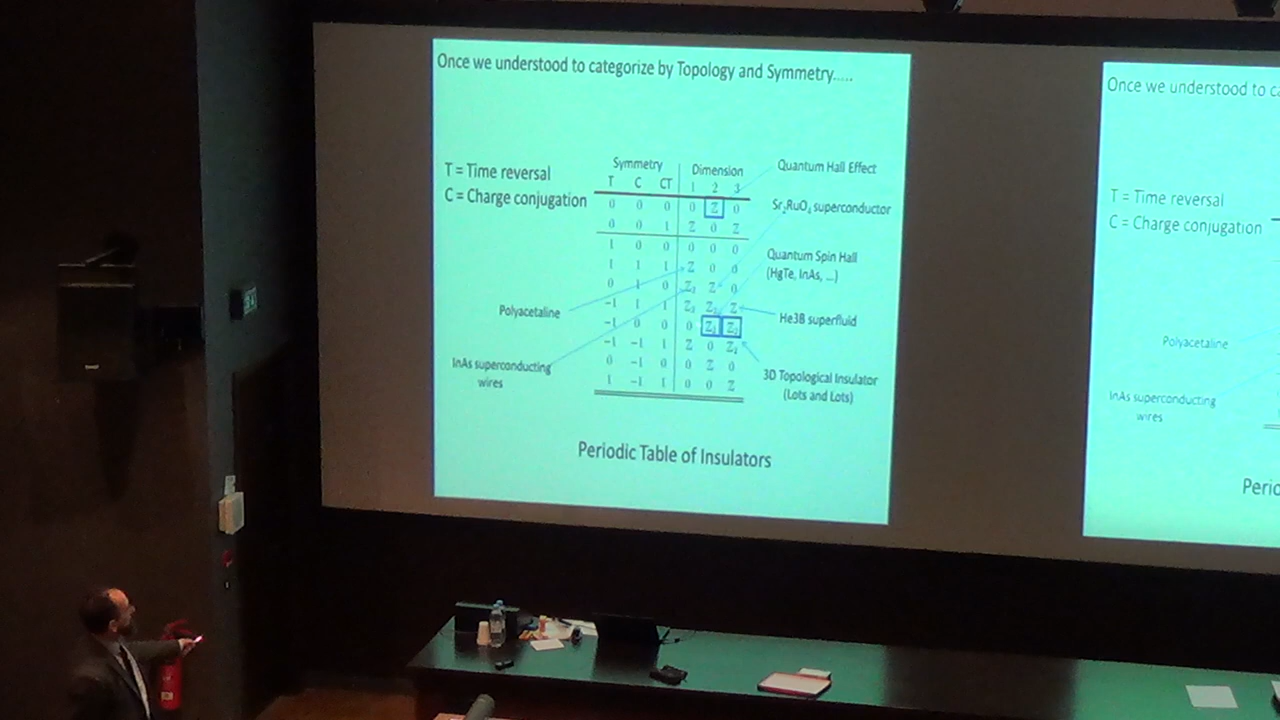 Once we understood to categorize by Topology and Symmetry.....
T = Time reversal
C = Charge conjugation
Symmetry Dimension
T C CT 1 2 3
0 0 0 0 Z 0
0 0 1 Z 0 Z
1 0 0 0 0 0
1 1 1 Z 0 0
0 1 0 Z₂ Z 0
-1 1 1 Z₂ Z₂ Z
-1 0 0 0 Z₂ Z₂
-1 -1 1 Z 0 Z₂
0 -1 0 0 Z 0
1 -1 1 0 0 Z
Quantum Hall Effect
Sr₂RuO₄ superconductor
Quantum Spin Hall
(HgTe, InAs, ...)
He3B superfluid
3D Topological Insulator
(Lots and Lots)
Polyacetaline
InAs superconducting
wires
Periodic Table of Insulators
Once we understood to ca
T = Time reversal
C = Charge conjugation
Polyacetaline
InAs superconducting
wires
Perio